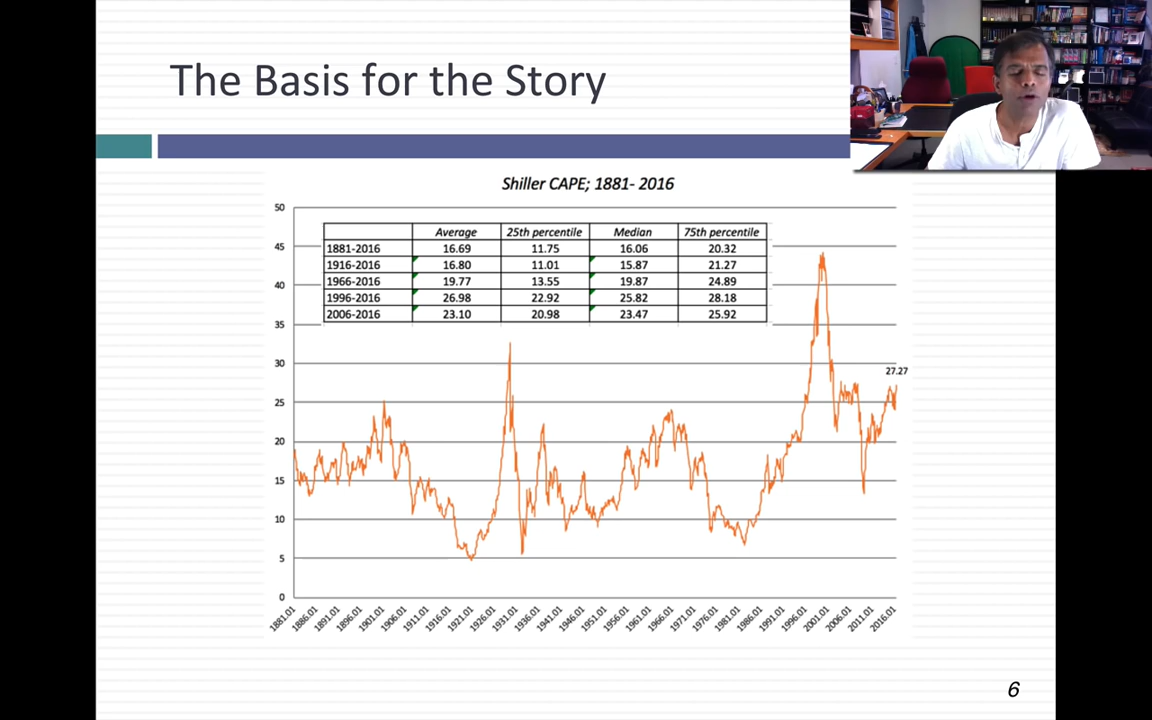 The Basis for the Story
Shiller CAPE; 1881- 2016
Average 25th percentile Median 75th percentile
1881-2016 16.69 11.75 16.06 20.32
1916-2016 16.80 11.01 15.87 21.27
1966-2016 19.77 13.55 19.87 24.89
1996-2016 26.98 22.92 25.82 28.18
2006-2016 23.10 20.98 23.47 25.92
50
45
40
35
30
25
20
15
10
5
0
27.27
1881.01 1886.01 1891.01 1896.01 1901.01 1906.01 1911.01 1916.01 1921.01 1926.01 1931.01 1936.01 1941.01 1946.01 1951.01 1956.01 1961.01 1966.01 1971.01 1976.01 1981.01 1986.01 1991.01 1996.01 2001.01 2006.01 2011.01 2016.01
6